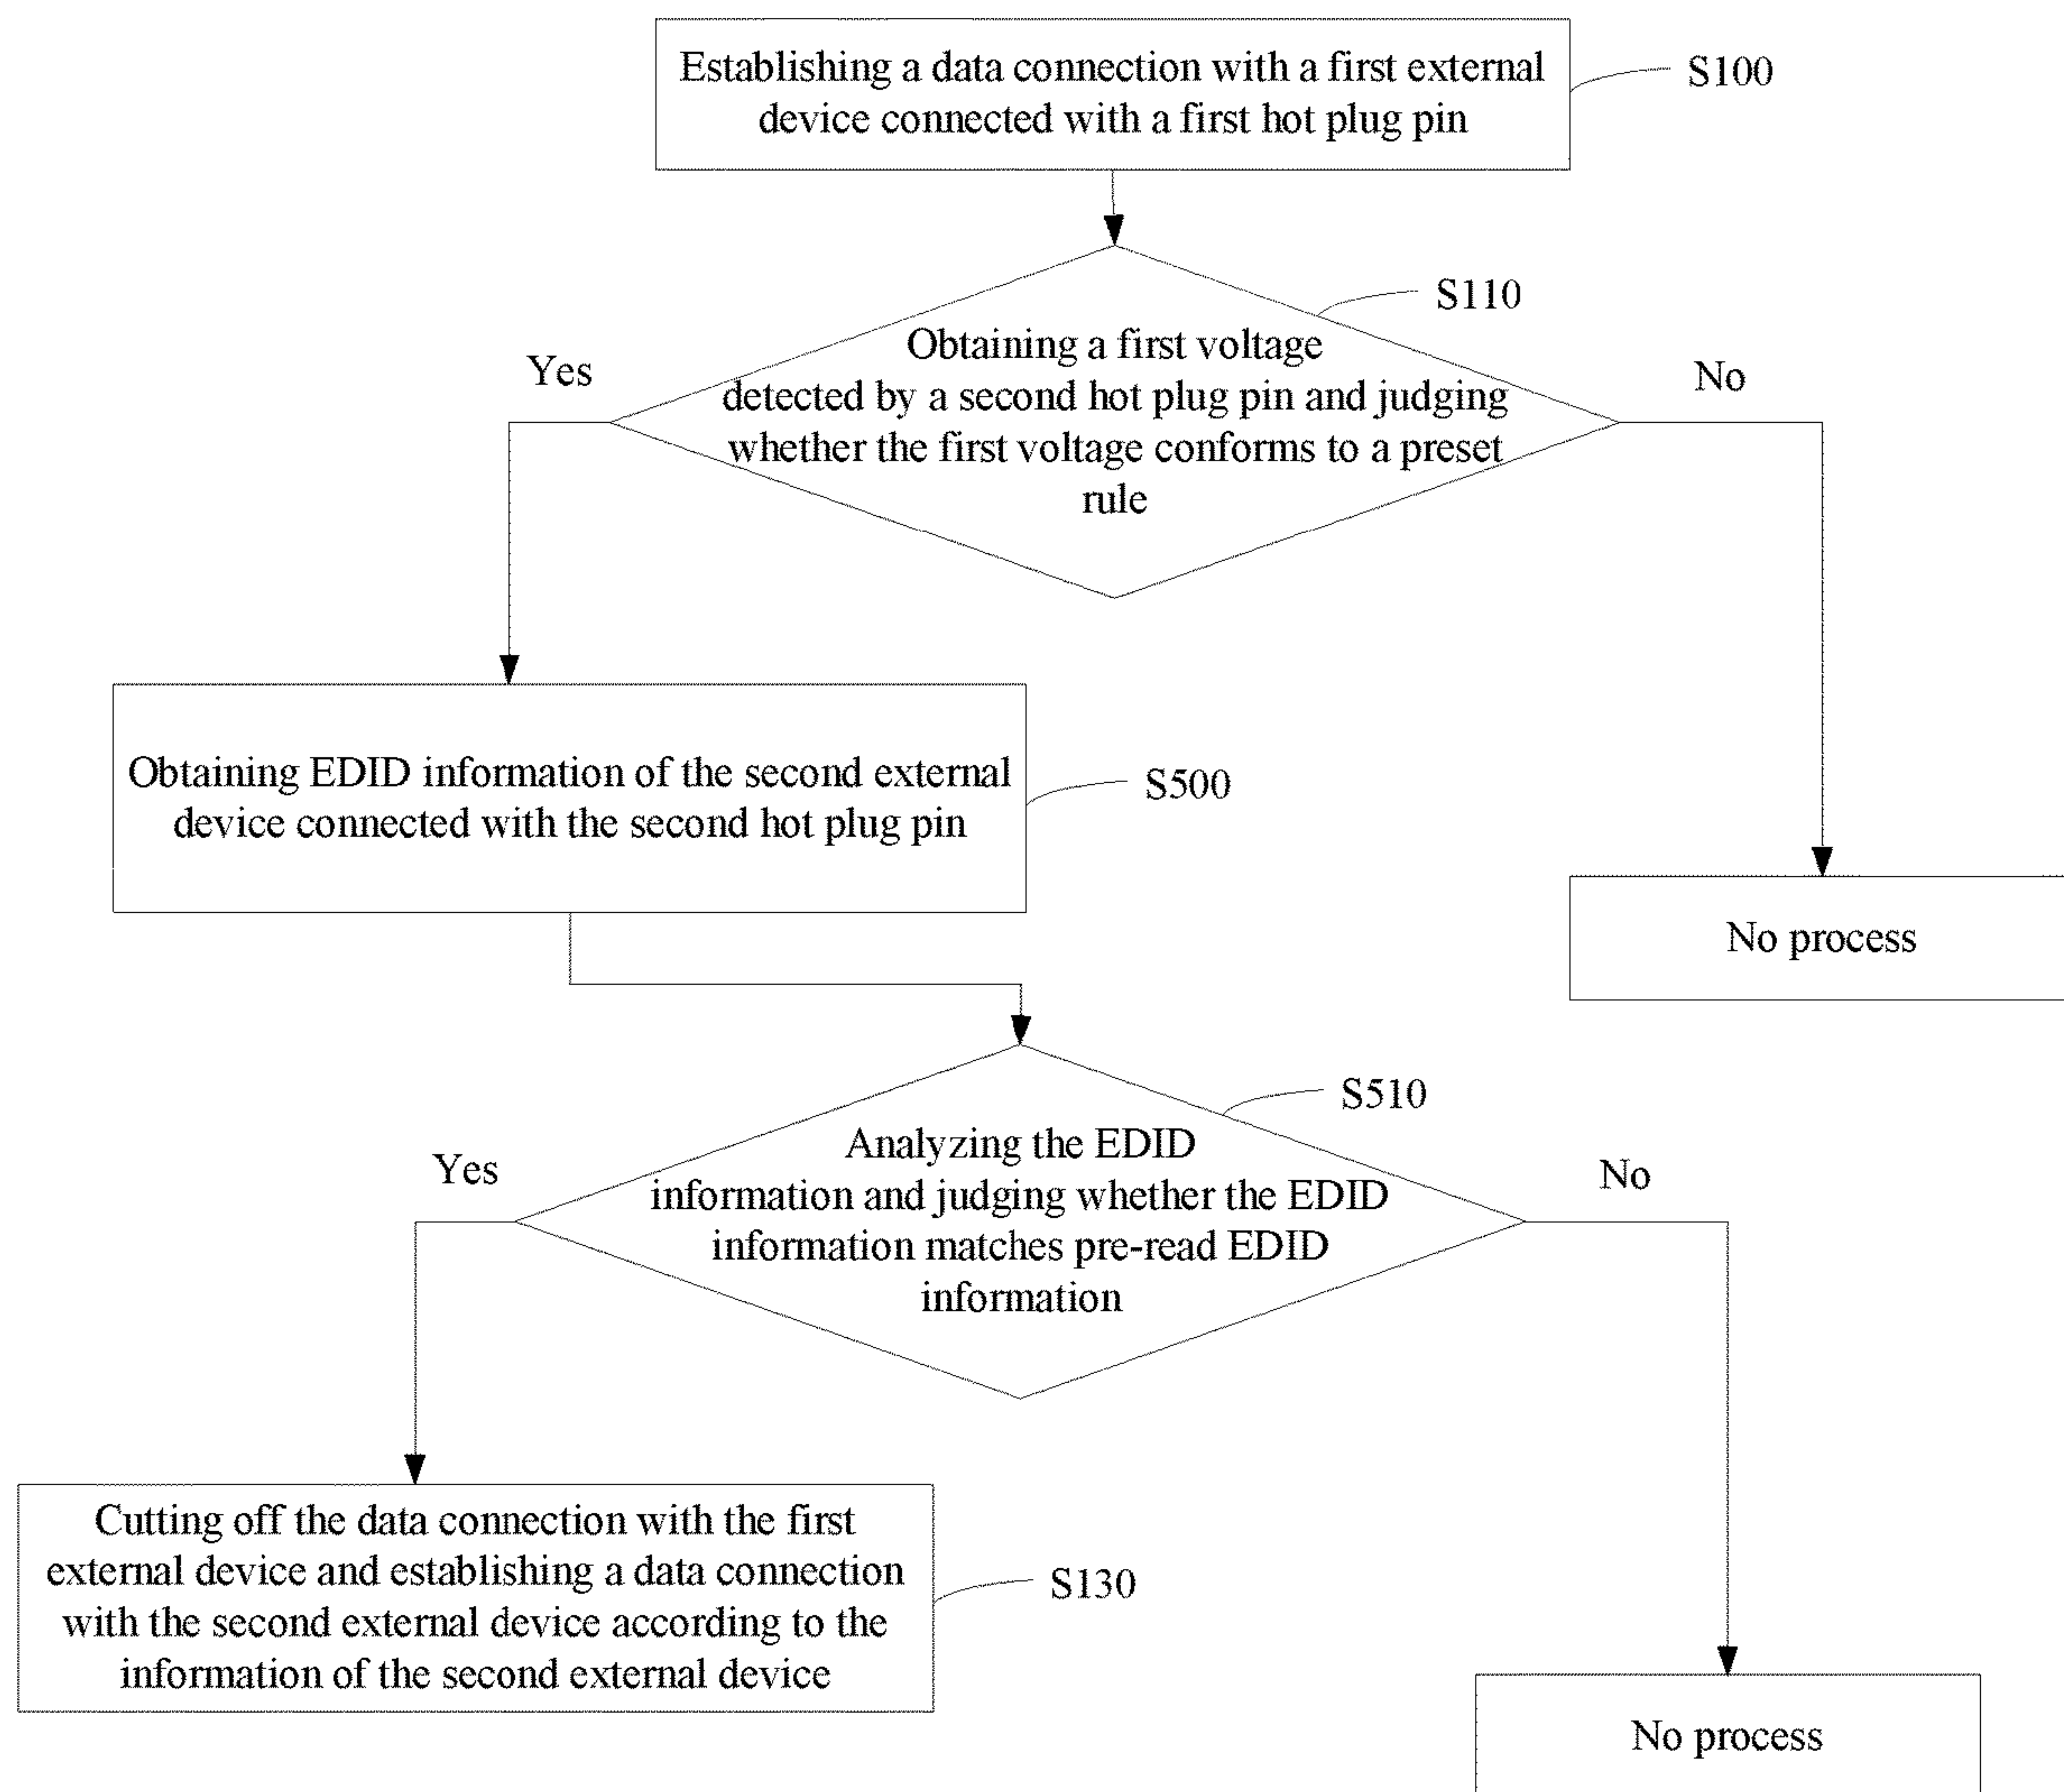 Establishing a data connection with a first external
device connected with a first hot plug pin
S100
S110
Obtaining a first voltage
detected by a second hot plug pin and judging
whether the first voltage conforms to a preset
rule
Yes
No
Obtaining EDID information of the second external
device connected with the second hot plug pin
S500
No process
S510
Analyzing the EDID
information and judging whether the EDID
information matches pre-read EDID
information
Yes
No
Cutting off the data connection with the first
external device and establishing a data connection
with the second external device according to the
information of the second external device
S130
No process